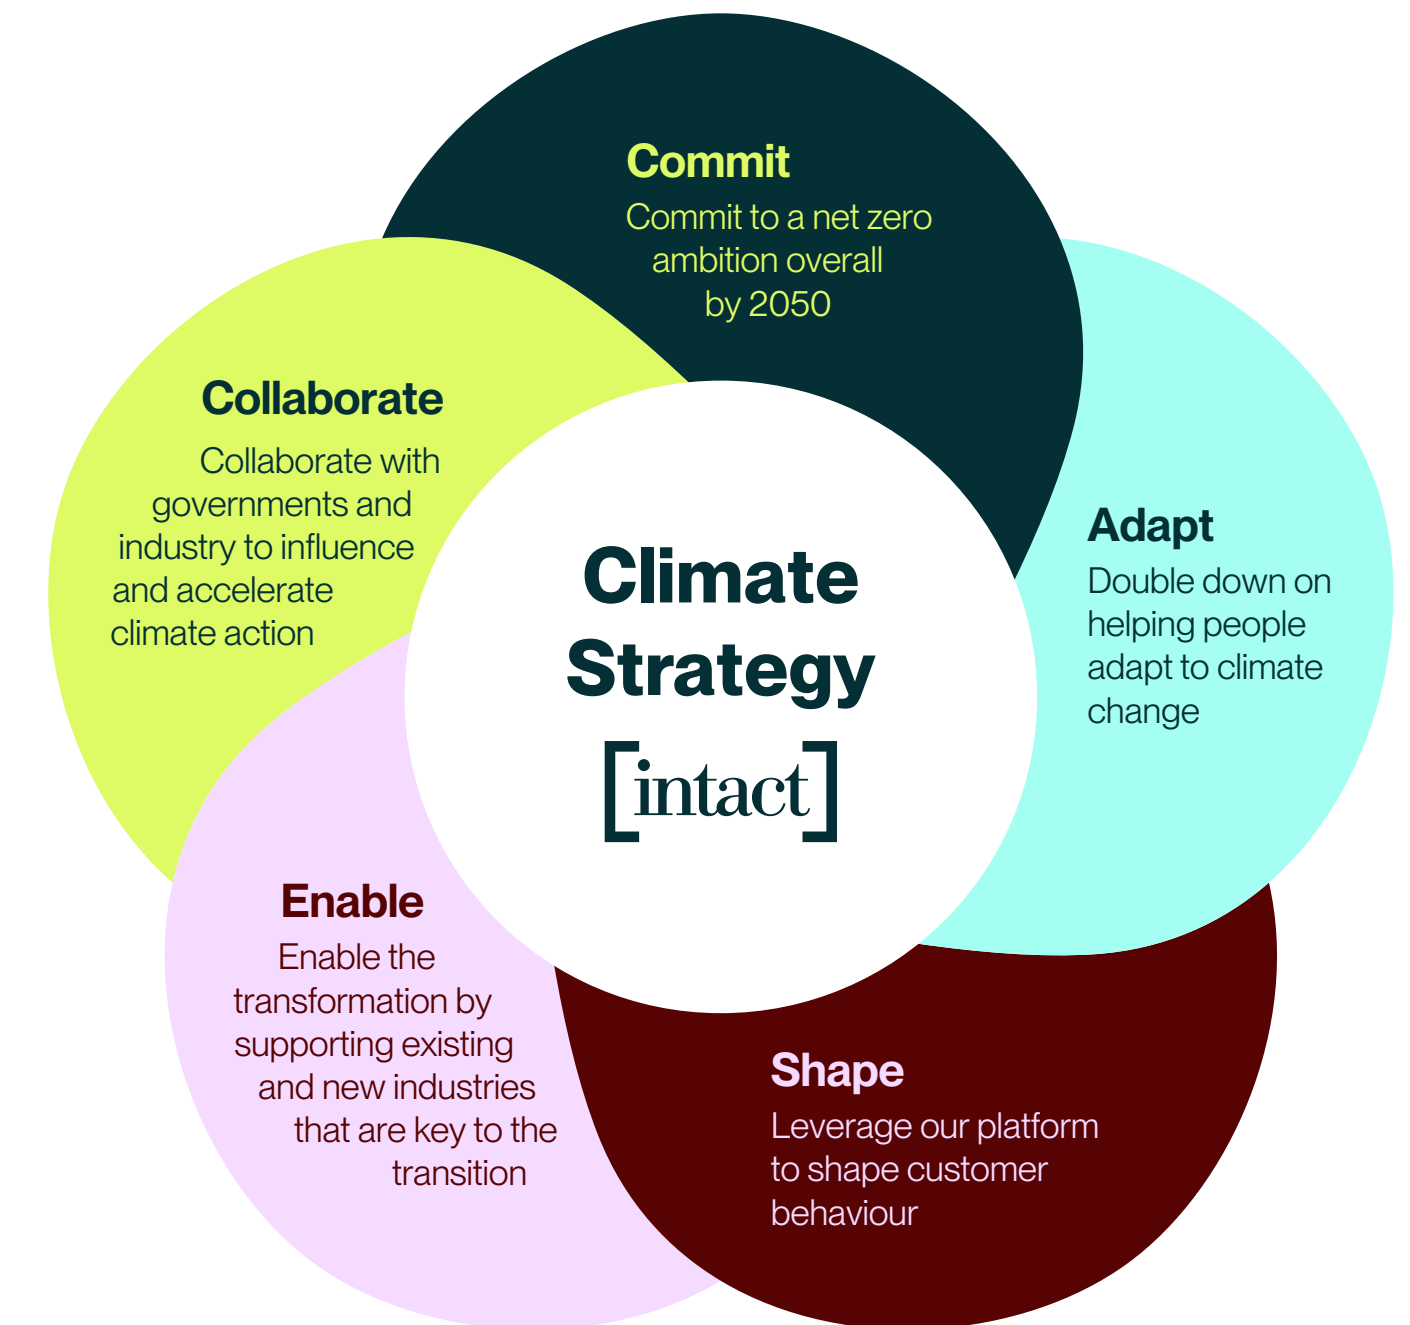 Commit
Commit to a net zero
ambition overall
by 2050
Adapt
Double down on
helping people
adapt to climate
change
Shape
Leverage our platform
to shape customer
behaviour
Enable
Enable the
transformation by
supporting existing
and new industries
that are key to the
transition
Collaborate
Collaborate with
governments and
industry to influence
and accelerate
climate action
Climate
Strategy
[intact]